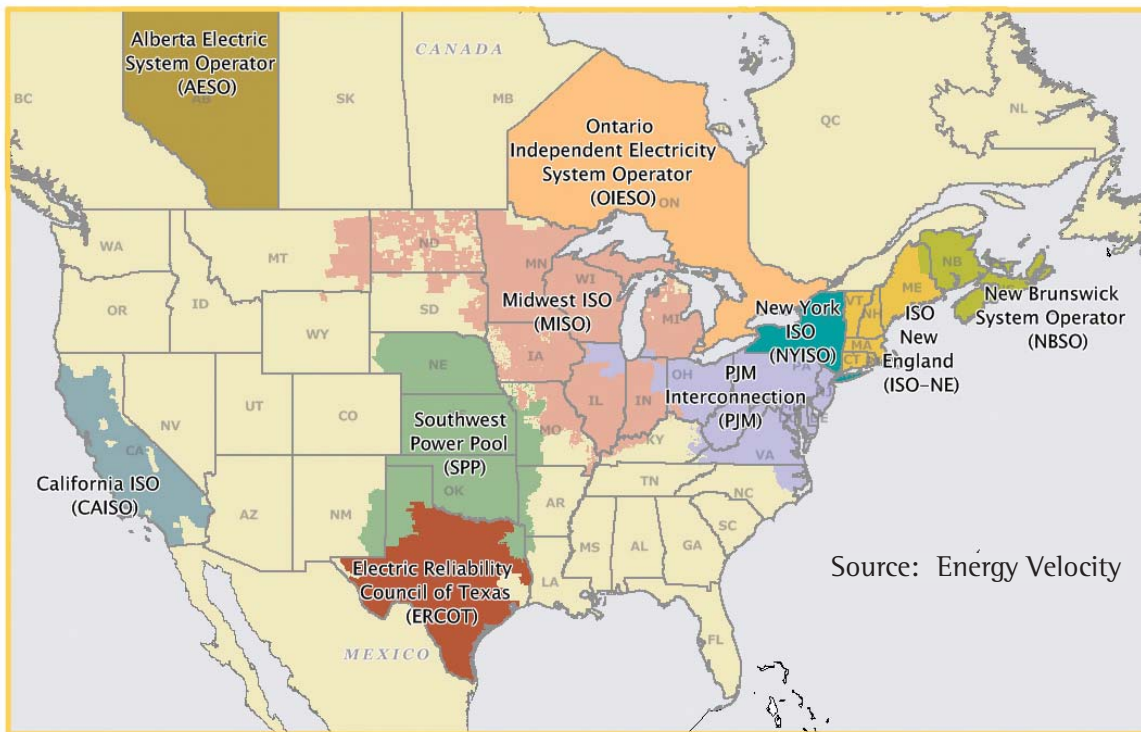 Alberta Electric
System Operator
(AESO)
CANADA
BC
AB
SK
MB
Ontario
Independent Electricity
System Operator
(OIESO)
ON
QC
NL
WA
MT
ND
MN
OR
ID
SD
WI
MI
Midwest ISO
(MISO)
New York
ISO
(NYISO)
VT
NH
ME
NB
MA
CT
ISO
New
England
(ISO-NE)
New Brunswick
System Operator
(NBSO)
WY
NE
IA
IL
IN
OH
PA
PJM
Interconnection
(PJM)
DE
NV
UT
CO
CA
California ISO
(CAISO)
Southwest
Power Pool
(SPP)
MO
KY
VA
AZ
NM
OK
AR
TN
NC
SC
MS
AL
GA
LA
FL
Electric Reliability
Council of Texas
(ERCOT)
MEXICO
Source: Energy Velocity